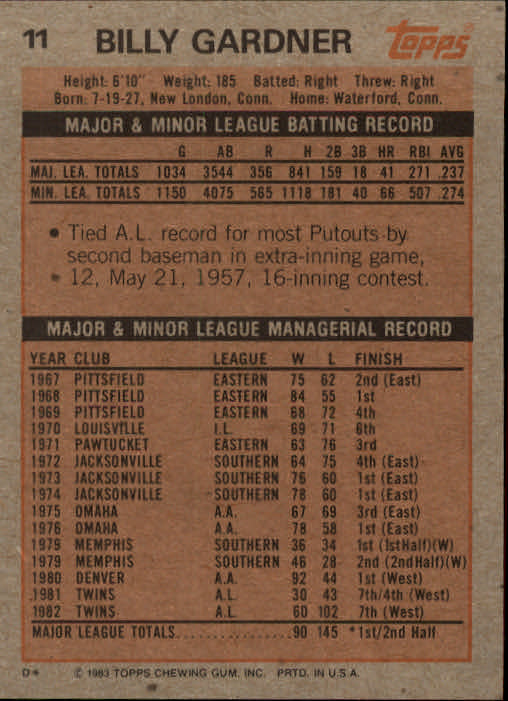 11 BILLY GARDNER Topps
Height: 6'10" Weight: 185 Batted: Right Threw: Right
Born: 7-19-27, New London, Conn. Home: Waterford, Conn.
MAJOR & MINOR LEAGUE BATTING RECORD
G AB R H 2B 3B HR RBI AVG
MAJ. LEA. TOTALS 1034 3544 356 841 159 18 41 271 .237
MIN. LEA. TOTALS 1150 4075 565 1118 181 40 66 507 .274
• Tied A.L. record for most Putouts by
second baseman in extra-inning game,
• 12, May 21, 1957, 16-inning contest.
MAJOR & MINOR LEAGUE MANAGERIAL RECORD
YEAR CLUB LEAGUE W L FINISH
1967 PITTSFIELD EASTERN 75 62 2nd (East)
1968 PITTSFIELD EASTERN 84 55 1st
1969 PITTSFIELD EASTERN 68 72 4th
1970 LOUISVILLE I.L. 69 71 6th
1971 PAWTUCKET EASTERN 63 76 3rd
1972 JACKSONVILLE SOUTHERN 64 75 4th (East)
1973 JACKSONVILLE SOUTHERN 76 60 1st (East)
1974 JACKSONVILLE SOUTHERN 78 60 1st (East)
1975 OMAHA A.A. 67 69 3rd (East)
1976 OMAHA A.A. 78 58 1st (East)
1979 MEMPHIS SOUTHERN 36 34 1st (1stHalf)(W)
1979 MEMPHIS SOUTHERN 46 28 2nd (2ndHalf)(W)
1980 DENVER A.A. 92 44 1st (West)
1981 TWINS A.L. 30 43 7th/4th (West)
1982 TWINS A.L. 60 102 7th (West)
MAJOR LEAGUE TOTALS................90 145 *1st/2nd Half
D* © 1983 TOPPS CHEWING GUM, INC. PRTD. IN U.S.A.